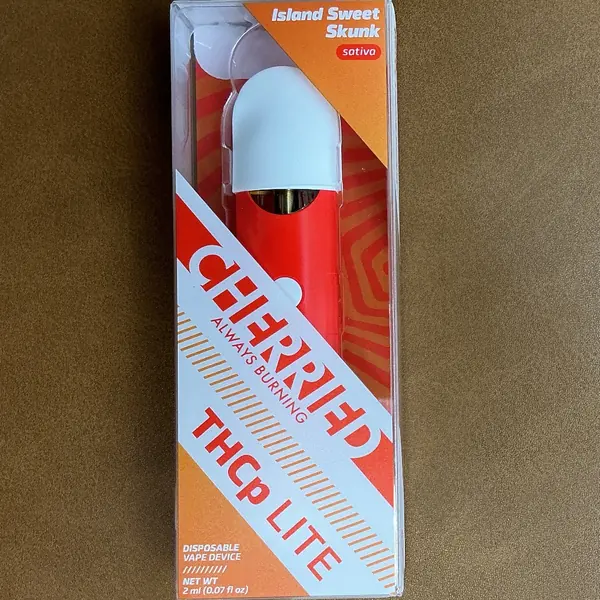 Island Sweet
Skunk
sativa
CHERRIED
ALWAYS BURNING
THCp LITE
DISPOSABLE
VAPE DEVICE
//////////
NET WT
2 ml (0.07 fl oz)